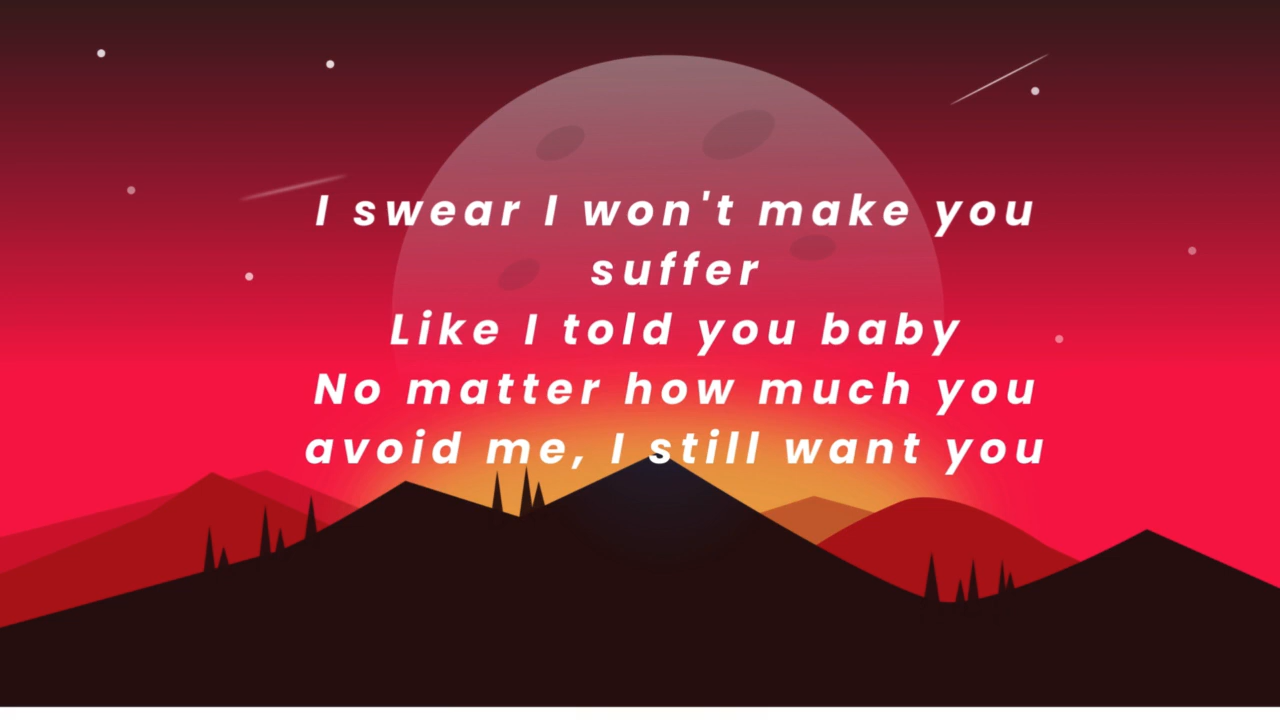 I swear I won't make you
suffer
Like I told you baby
No matter how much you
avoid me, I still want you